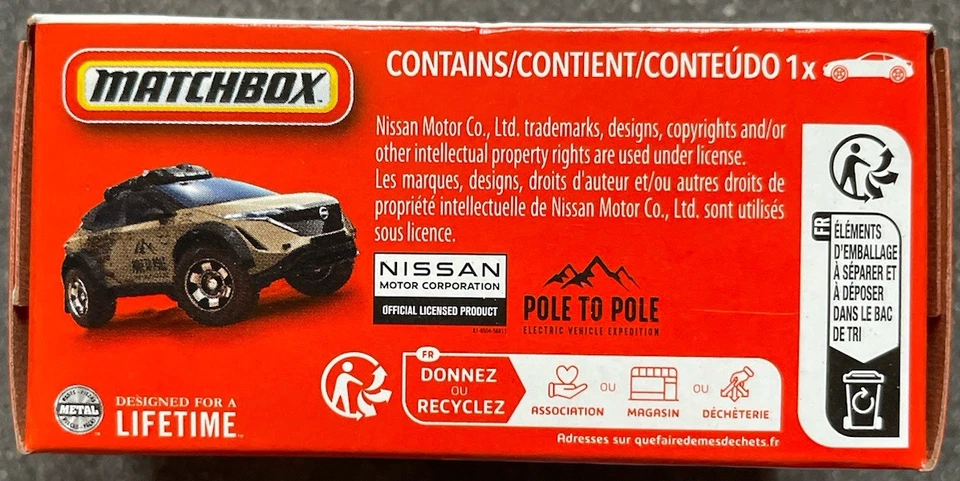 MATCHBOX
CONTAINS/CONTIENT/CONTEÚDO 1x
Nissan Motor Co., Ltd. trademarks, designs, copyrights and/or
other intellectual property rights are used under license.
Les marques, designs, droits d'auteur et/ou autres droits de
propriété intellectuelle de Nissan Motor Co., Ltd. sont utilisés
sous licence.
NISSAN
MOTOR CORPORATION
OFFICIAL LICENSED PRODUCT
POLE TO POLE
ELECTRIC VEHICLE EXPEDITION
FR
ÉLÉMENTS
D'EMBALLAGE
À SÉPARER ET
À DÉPOSER
DANS LE BAC
DE TRI
METAL
DESIGNED FOR A
LIFETIME
FR
DONNEZ
OU
RECYCLEZ
ASSOCIATION
OU
MAGASIN
OU
DÉCHÈTERIE
Adresses sur quefairedemesdechets.fr